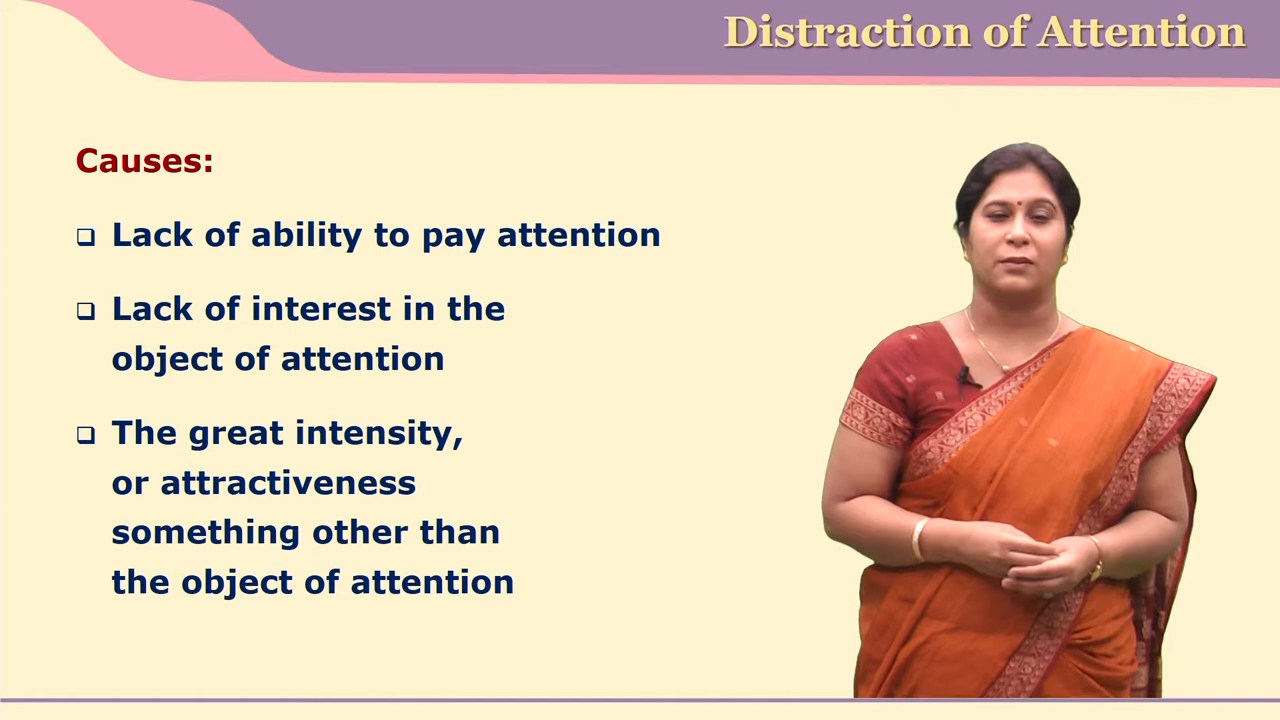 Distraction of Attention
Causes:
Lack of ability to pay attention
Lack of interest in the
object of attention
The great intensity,
or attractiveness
something other than
the object of attention